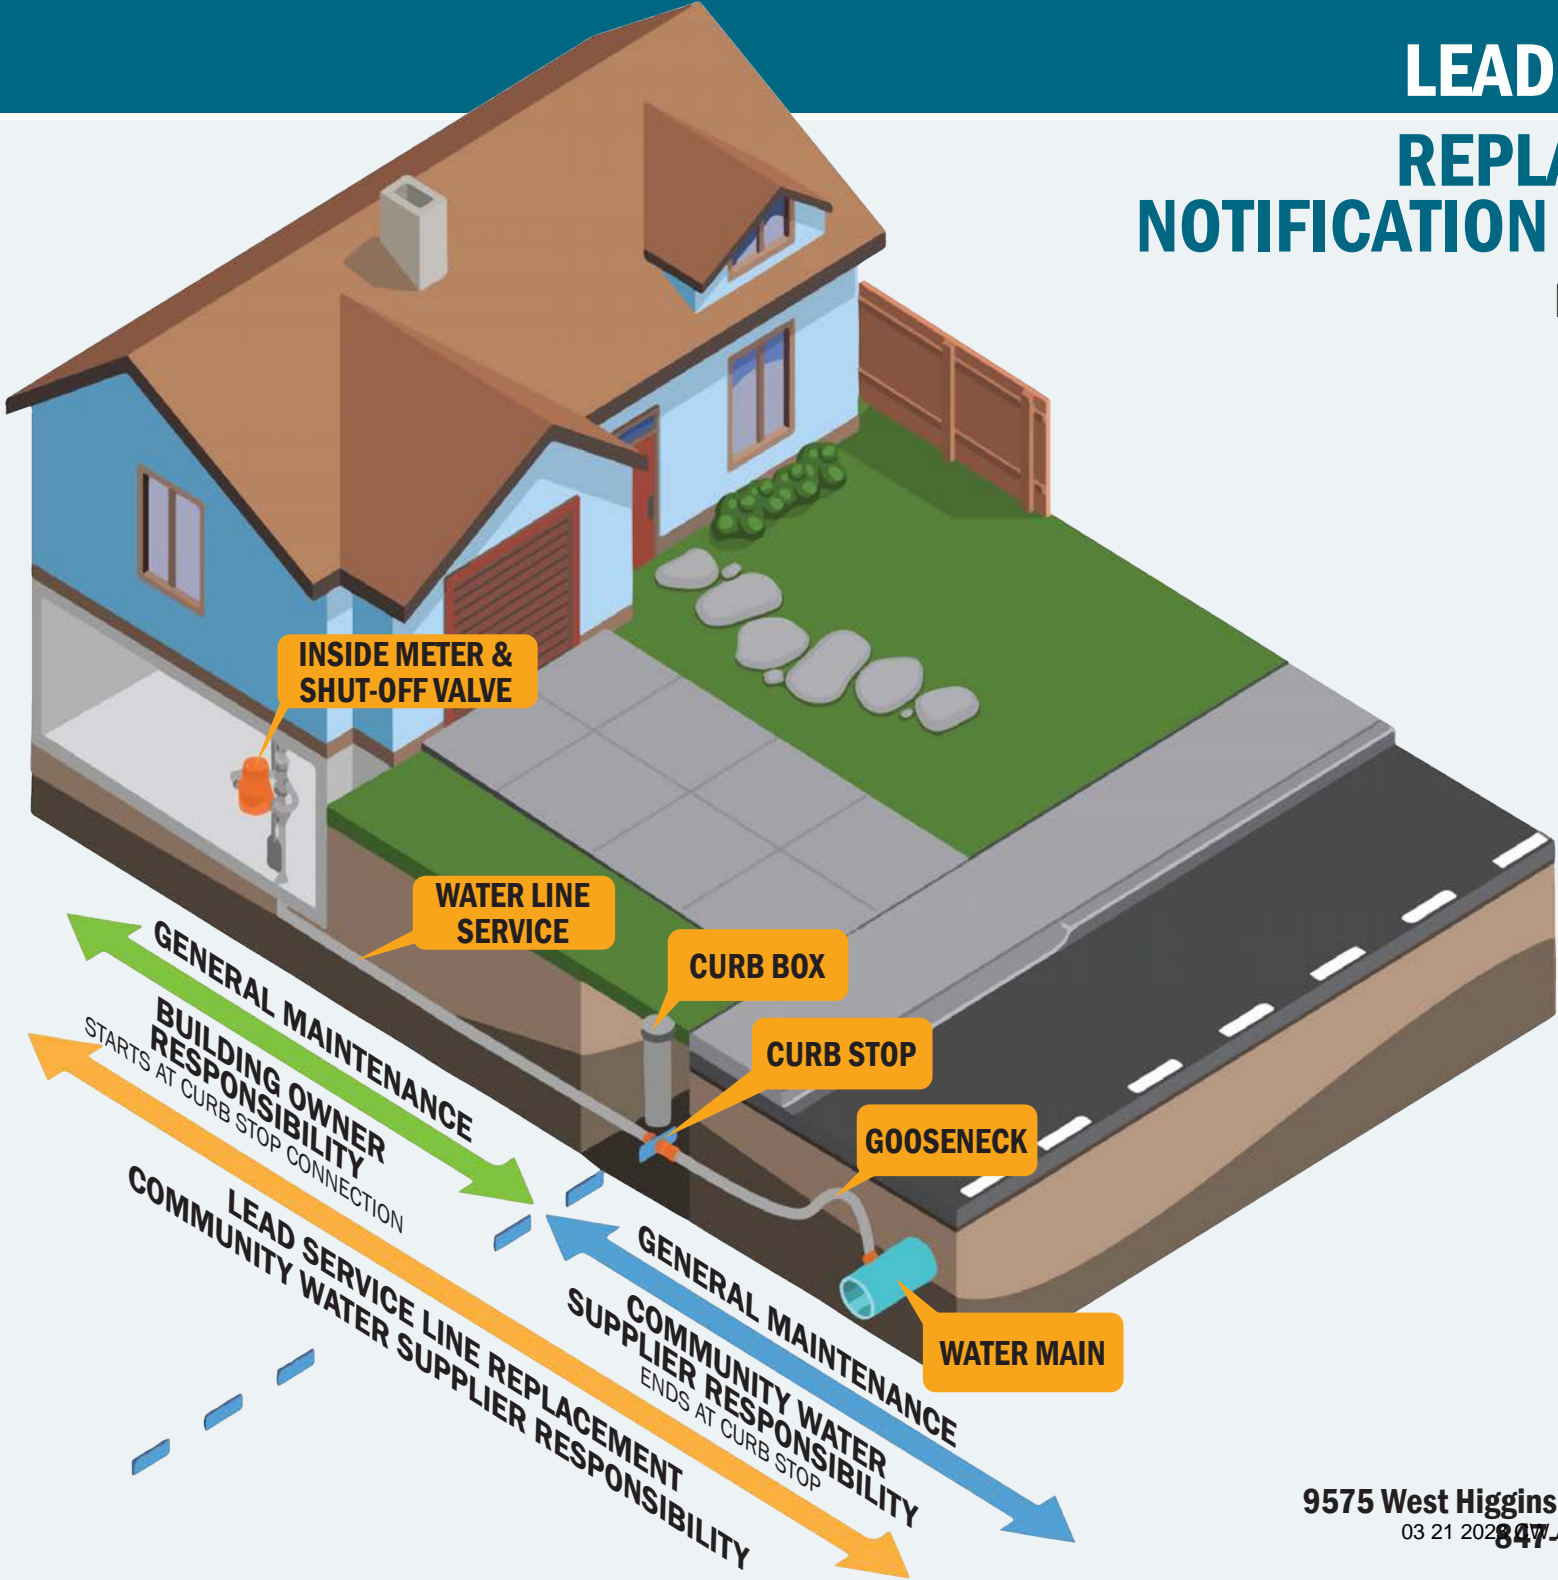 LEAD
NOTIFICATION
INSIDE METER &
SHUT-OFF VALVE
WATER LINE
SERVICE
CURB BOX
CURB STOP
GOOSENECK
WATER MAIN
GENERAL MAINTENANCE
BUILDING OWNER
RESPONSIBILITY
STARTS AT CURB STOP CONNECTION
LEAD SERVICE LINE REPLACEMENT
COMMUNITY WATER SUPPLIER RESPONSIBILITY
GENERAL MAINTENANCE
COMMUNITY WATER
SUPPLIER RESPONSIBILITY
ENDS AT CURB STOP
9575 West Higgins
03 21